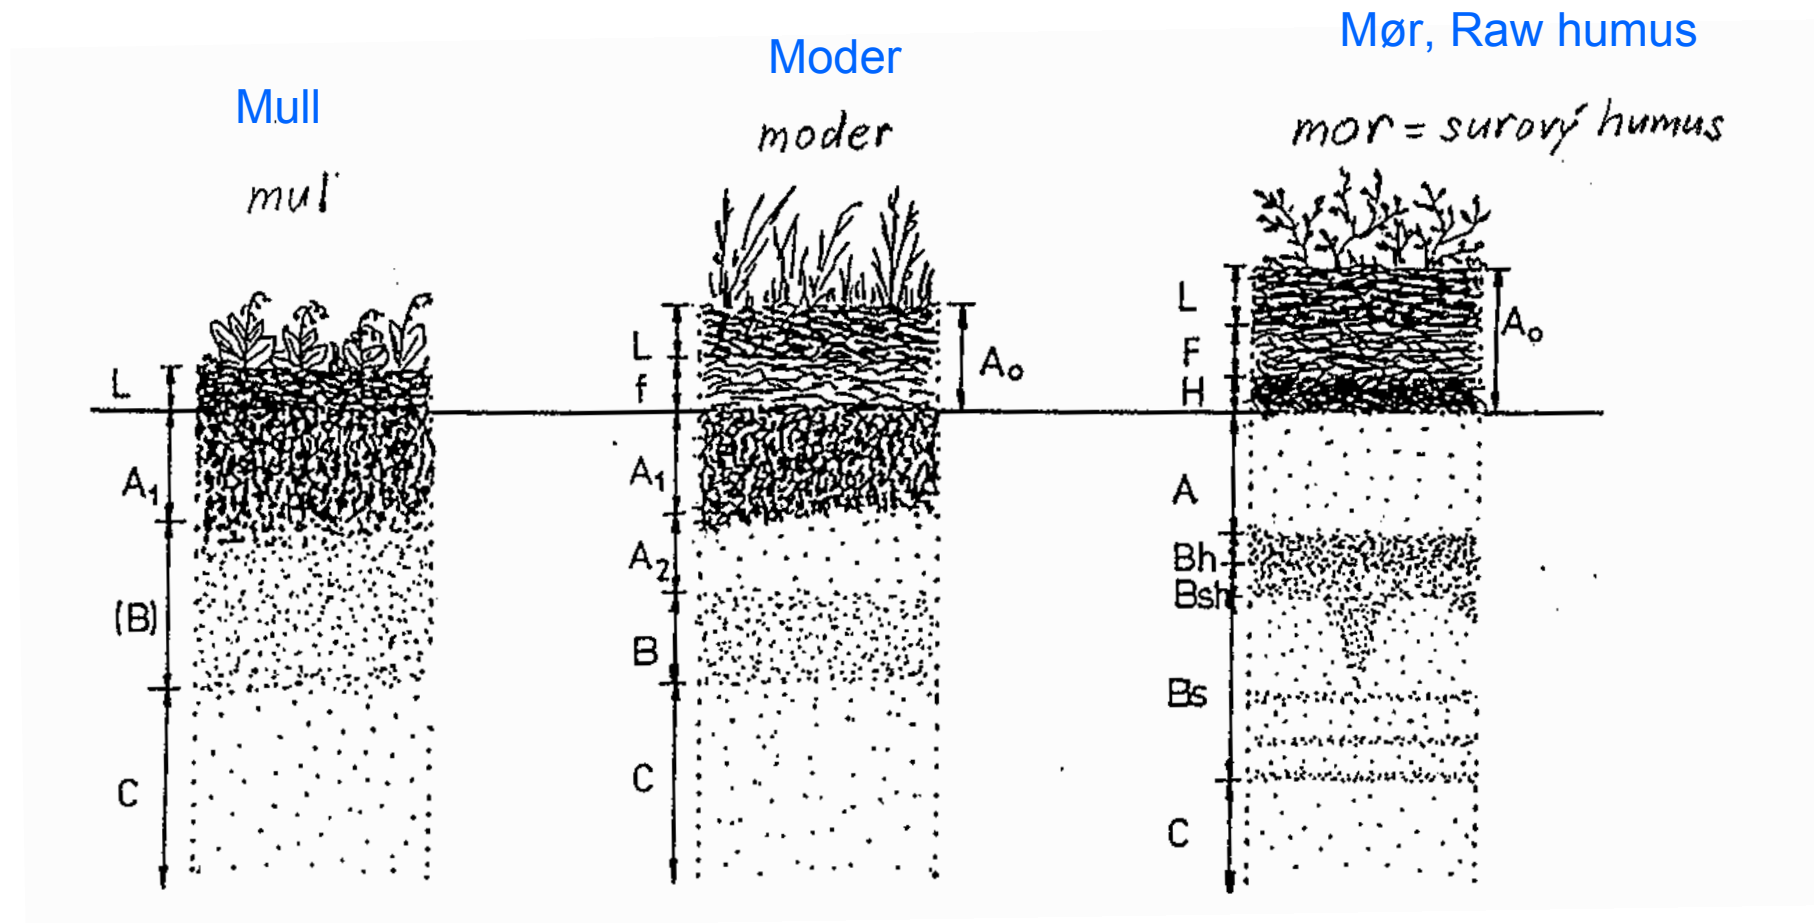 Mull
mul
L
A1
(B)
C
Moder
moder
L
f
Ao
A1
A2
B
C
Mør, Raw humus
mor = surový humus
L
F
H
Ao
A
Bh
Bsh
Bs
C